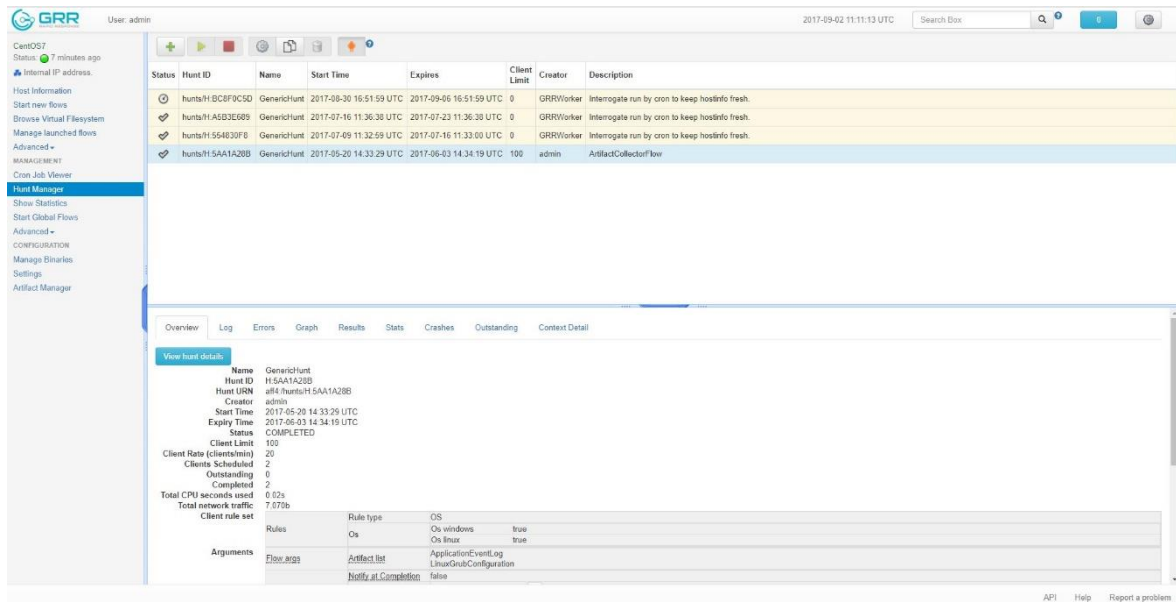 GRR User: admin 2017-09-02 11:11:13 UTC Search Box 0
CentOS7
Status: 7 minutes ago
Internal IP address.
Host Information
Start new flows
Browse Virtual Filesystem
Manage launched flows
Advanced
MANAGEMENT
Cron Job Viewer
Hunt Manager
Show Statistics
Start Global Flows
Advanced
CONFIGURATION
Manage Binaries
Settings
Artifact Manager
Status Hunt ID Name Start Time Expires Client Limit Creator Description
hunts/H:BC8F0C5D GenericHunt 2017-08-30 16:51:59 UTC 2017-09-06 16:51:59 UTC 0 GRRWorker Interrogate run by cron to keep hostinfo fresh.
hunts/H:A5B3E689 GenericHunt 2017-07-16 11:36:38 UTC 2017-07-23 11:36:38 UTC 0 GRRWorker Interrogate run by cron to keep hostinfo fresh.
hunts/H:554830F8 GenericHunt 2017-07-09 11:32:59 UTC 2017-07-16 11:33:00 UTC 0 GRRWorker Interrogate run by cron to keep hostinfo fresh.
hunts/H:5AA1A28B GenericHunt 2017-05-20 14:33:29 UTC 2017-06-03 14:34:19 UTC 100 admin ArtifactCollectorFlow
Overview Log Errors Graph Results Stats Crashes Outstanding Context Detail
View hunt details
Name GenericHunt
Hunt ID H:5AA1A28B
Hunt URN aff4:/hunts/H:5AA1A28B
Creator admin
Start Time 2017-05-20 14:33:29 UTC
Expiry Time 2017-06-03 14:34:19 UTC
Status COMPLETED
Client Limit 100
Client Rate (clients/min) 20
Clients Scheduled 2
Outstanding 0
Completed 2
Total CPU seconds used 0.02s
Total network traffic 7,070b
Client rule set
Rule type OS
Rules Os Os windows true
Os linux true
Arguments Flow args Artifact list ApplicationEventLog
LinuxGrubConfiguration
Notify at Completion false
API Help Report a problem